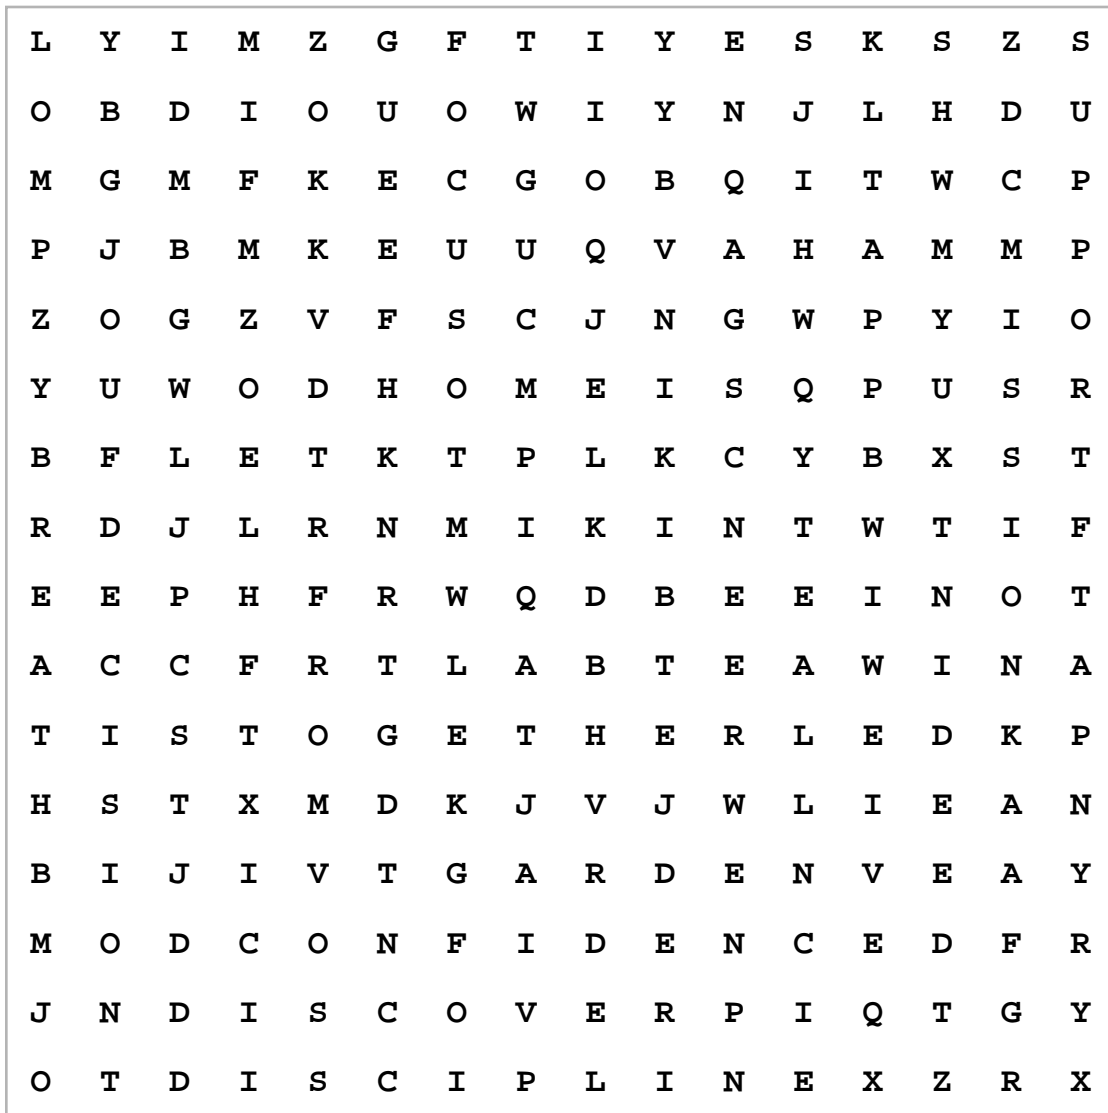 L Y I M Z G F T I Y E S K S Z S
O B D I O U O W I Y N J L H D U
M G M F K E C G O B Q I T W C P
P J B M K E U U Q V A H A M M P
Z O G Z V F S C J N G W P Y I O
Y U W O D H O M E I S Q P U S R
B F L E T K T P L K C Y B X S T
R D J L R N M I K I N T W T I F
E E P H F R W Q D B E E I N O T
A C C F R T L A B T E A W I N A
T I S T O G E T H E R L E D K P
H S T X M D K J V J W L I E A N
B I J I V T G A R D E N V E A Y
M O D C O N F I D E N C E D F R
J N D I S C O V E R P I Q T G Y
O T D I S C I P L I N E X Z R X